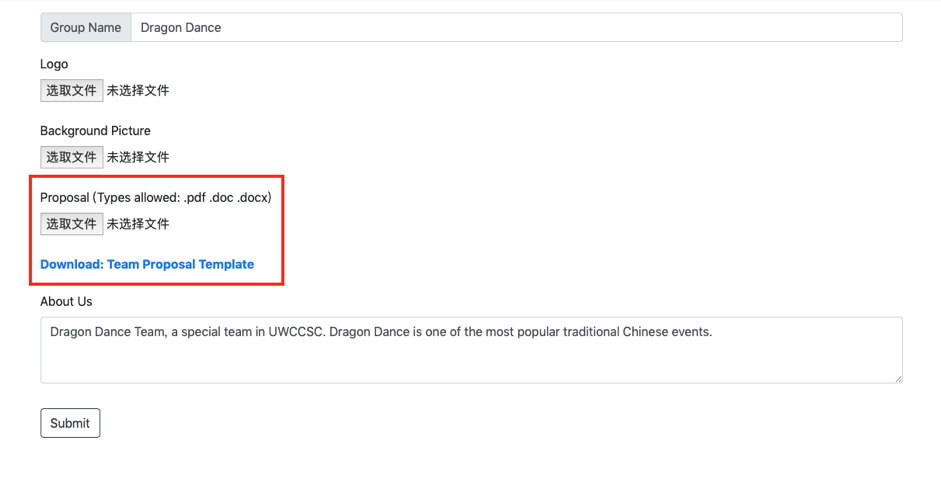 Group Name Dragon Dance
Logo
选取文件 未选择文件
Background Picture
选取文件 未选择文件
Proposal (Types allowed: .pdf .doc .docx)
选取文件 未选择文件
Download: Team Proposal Template
About Us
Dragon Dance Team, a special team in UWCCSC. Dragon Dance is one of the most popular traditional Chinese events.
Submit